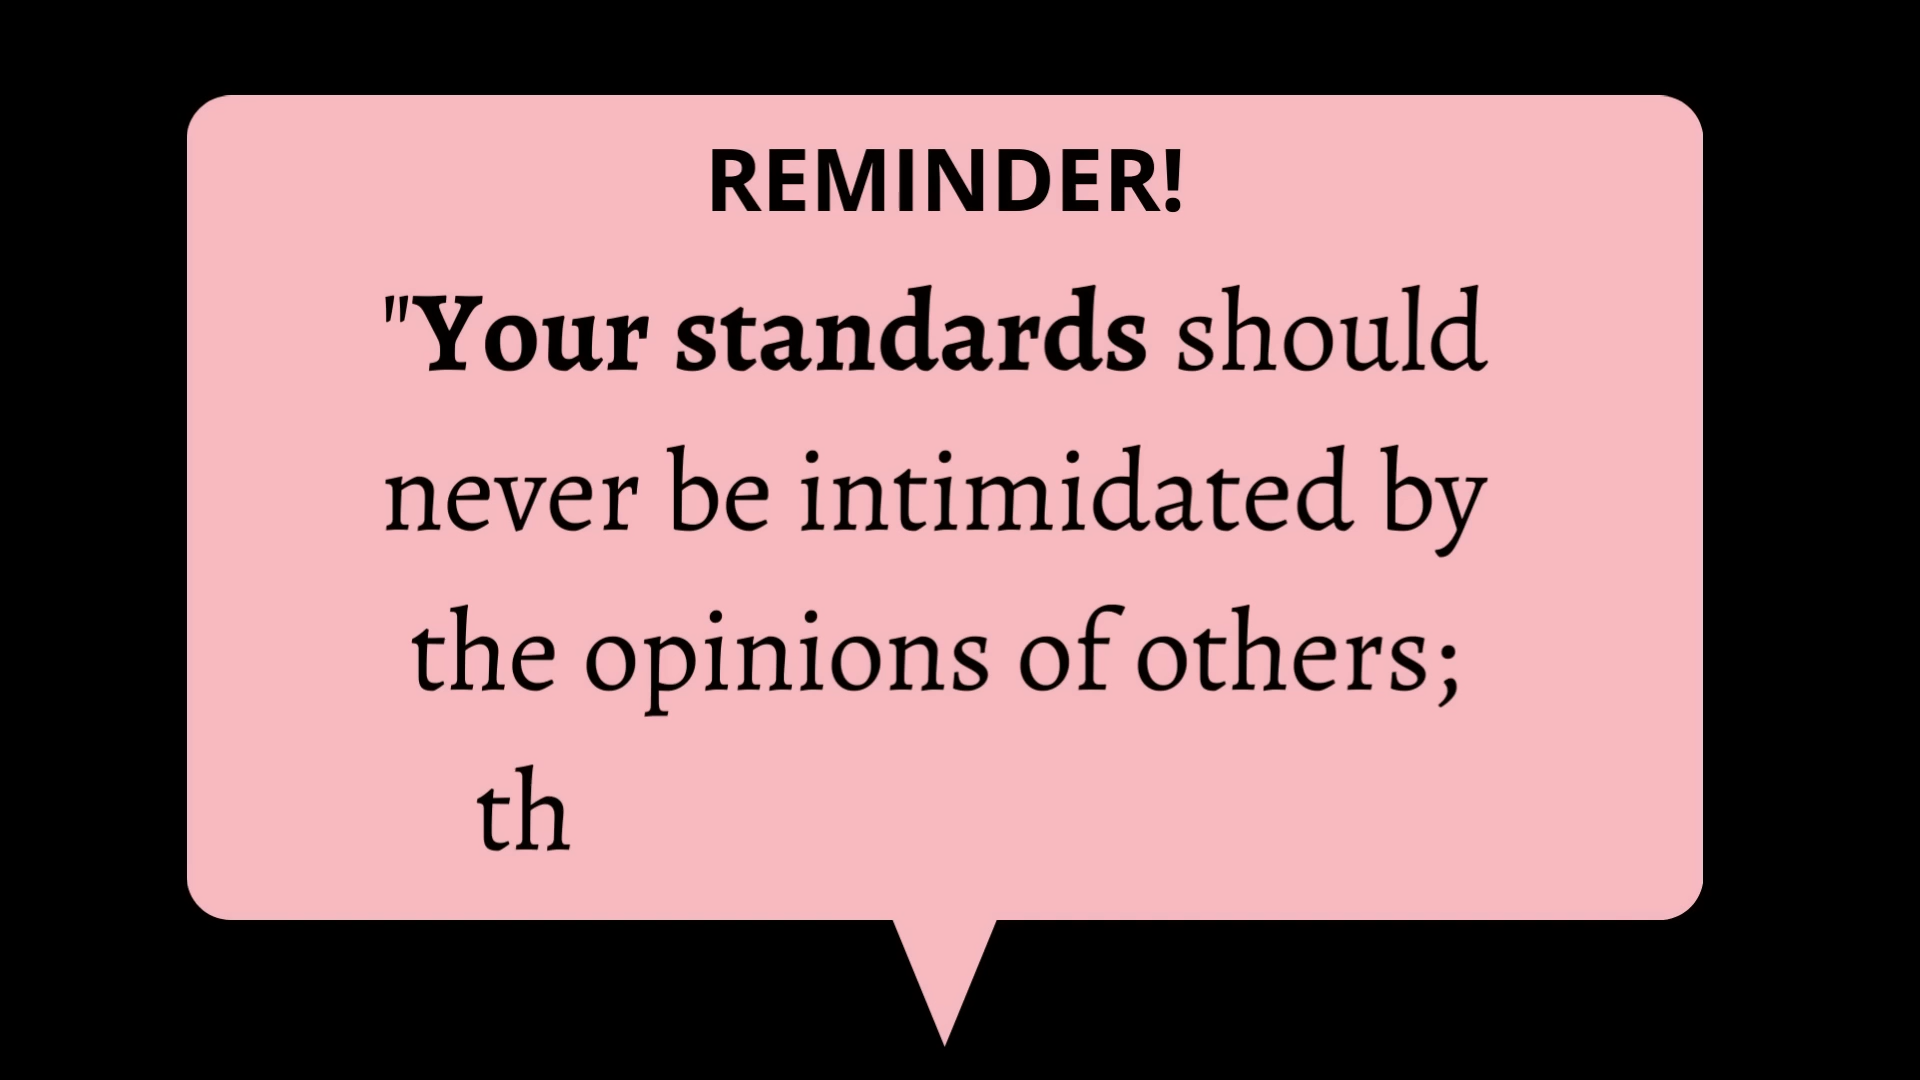 REMINDER!
"Your standards should
never be intimidated by
the opinions of others;
th